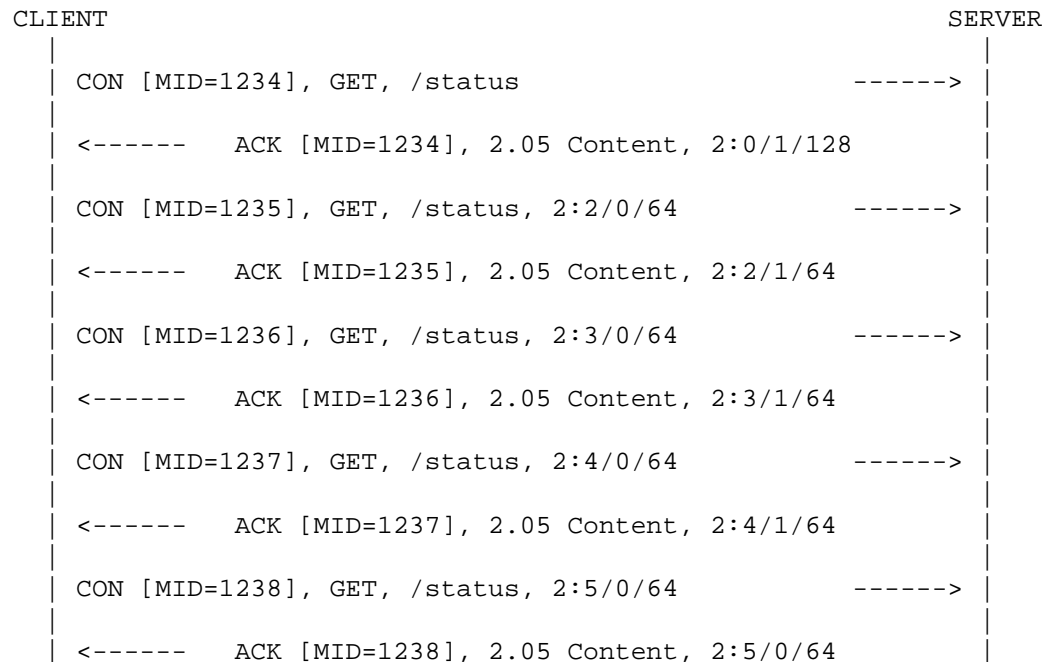 CLIENT                                                     SERVER
  |                                                          |
  | CON [MID=1234], GET, /status                     ------> |
  |                                                          |
  | <------   ACK [MID=1234], 2.05 Content, 2:0/1/128        |
  |                                                          |
  | CON [MID=1235], GET, /status, 2:2/0/64           ------> |
  |                                                          |
  | <------   ACK [MID=1235], 2.05 Content, 2:2/1/64         |
  |                                                          |
  | CON [MID=1236], GET, /status, 2:3/0/64           ------> |
  |                                                          |
  | <------   ACK [MID=1236], 2.05 Content, 2:3/1/64         |
  |                                                          |
  | CON [MID=1237], GET, /status, 2:4/0/64           ------> |
  |                                                          |
  | <------   ACK [MID=1237], 2.05 Content, 2:4/1/64         |
  |                                                          |
  | CON [MID=1238], GET, /status, 2:5/0/64           ------> |
  |                                                          |
  | <------   ACK [MID=1238], 2.05 Content, 2:5/0/64         |